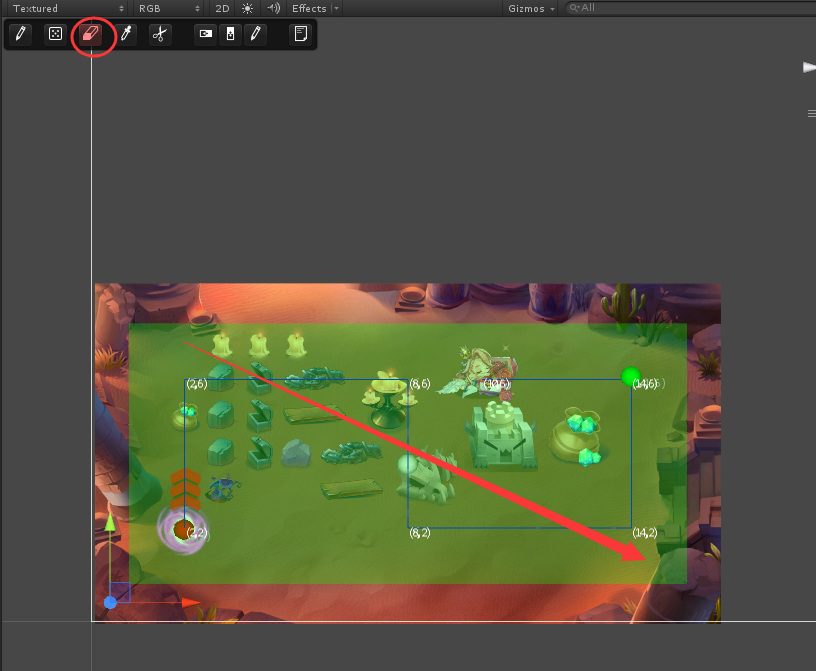 Textured RGB 2D Effects Gizmos All
(2,6) (8,6) (10,6) (14,6)
(2,2) (8,2) (14,2)